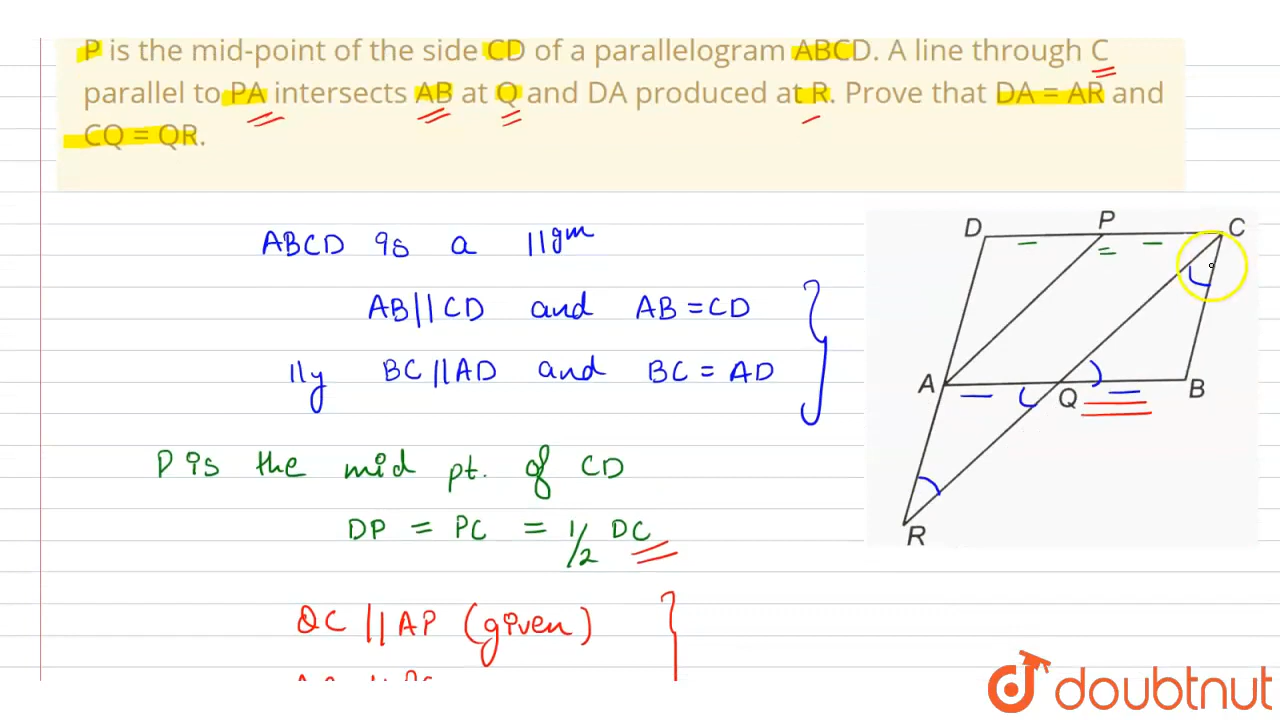 P is the mid-point of the side CD of a parallelogram ABCD. A line through C
parallel to PA intersects AB at Q and DA produced at R. Prove that DA = AR and
CQ = QR.
ABCD is a ||gm
AB||CD and AB=CD
||y BC||AD and BC = AD
P is the mid pt. of CD
DP = PC = 1/2 DC
QC || AP (given)
D P C
A Q B
R
doubtnut